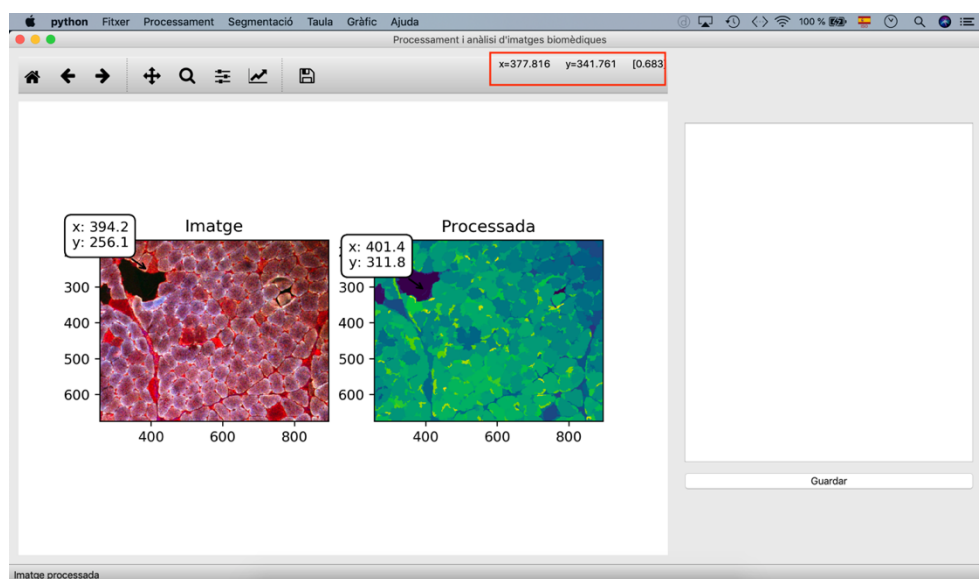 python Fitxer Processament Segmentació Taula Gràfic Ajuda 100 %
Processament i anàlisi d'imatges biomèdiques
x=377.816 y=341.761 [0.683]
Imatge Processada
x: 394.2
y: 256.1
x: 401.4
y: 311.8
300 300
400 400
500 500
600 600
400 600 800 400 600 800
Guardar
Imatge processada